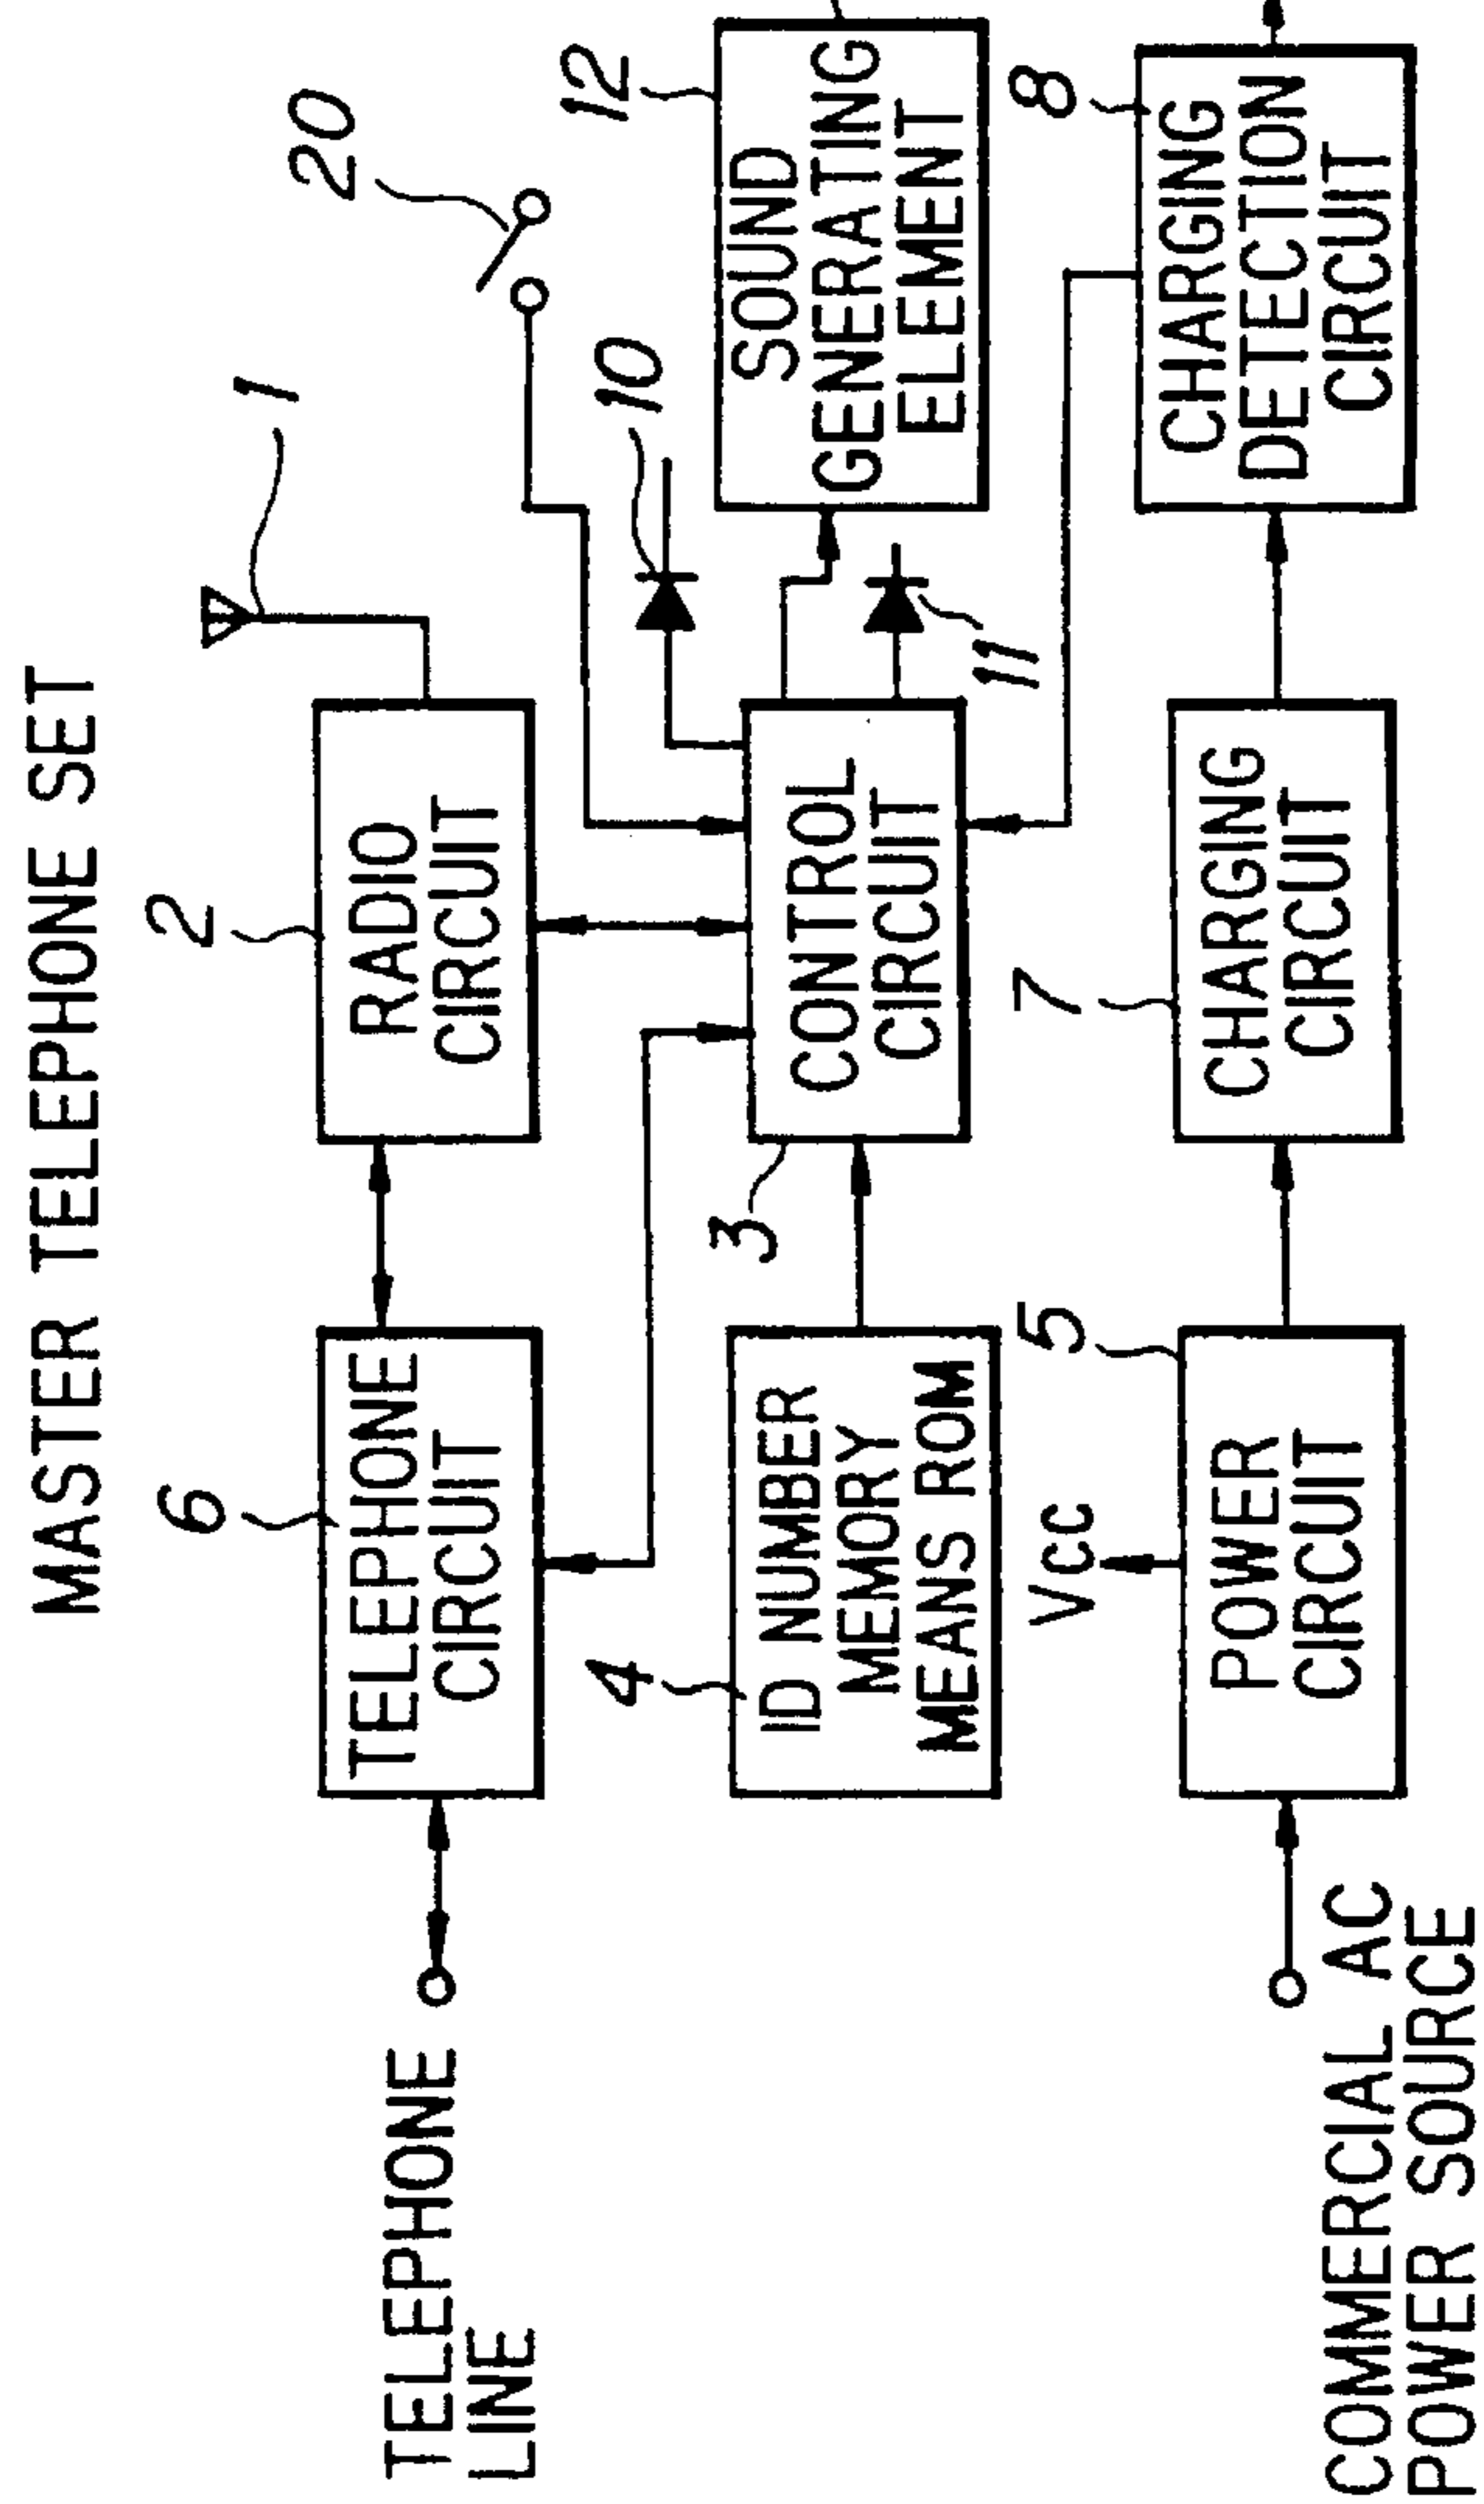 MASTER TELEPHONE SET
1
2
6
20
TELEPHONE
LINE
TELEPHONE
CIRCUIT
RADIO
CIRCUIT
10
12
4
3
ID NUMBER
MEMORY
MEANS ROM
CONTROL
CIRCUIT
SOUND
GENERATING
ELEMENT
11
Vcc
5
7
8
COMMERCIAL AC
POWER SOURCE
POWER
CIRCUIT
CHARGING
CIRCUIT
CHARGING
DETECTION
CIRCUIT